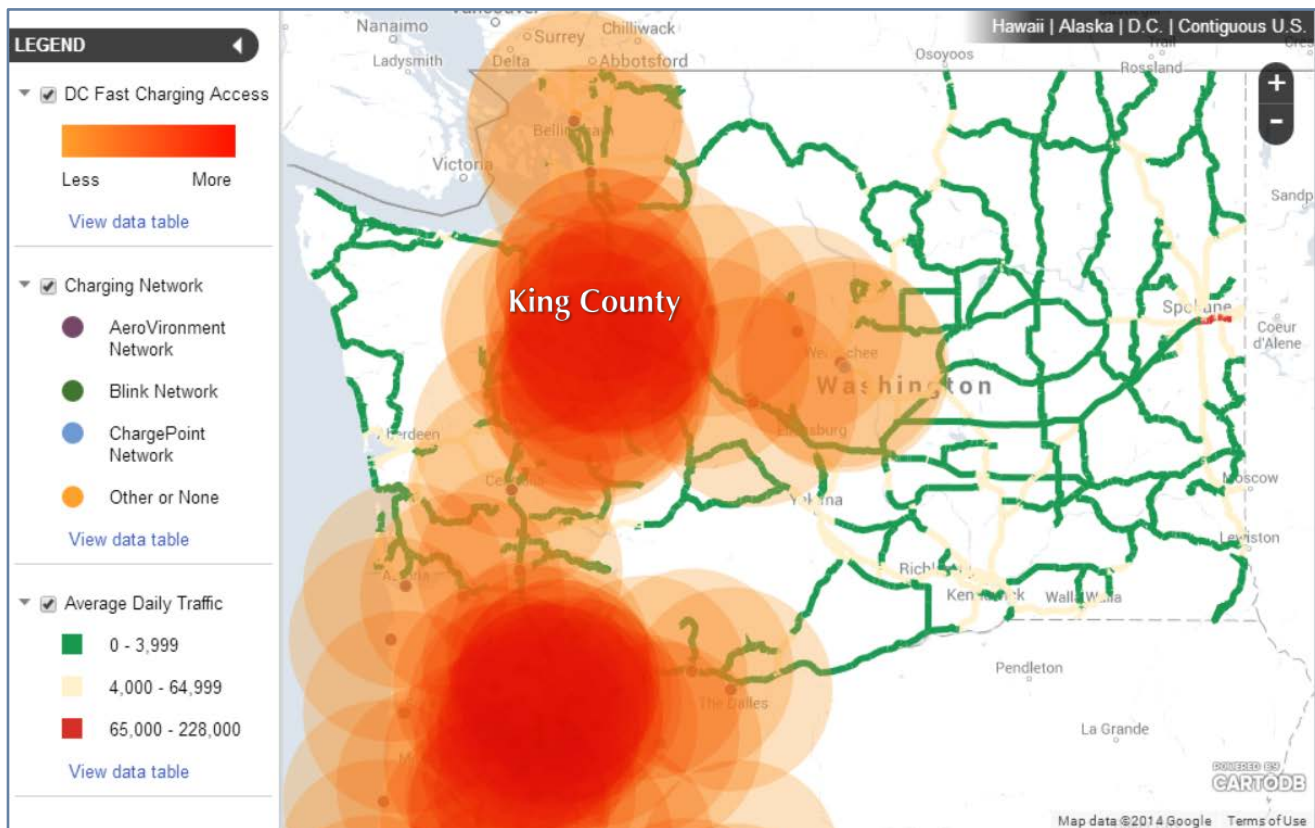 LEGEND
DC Fast Charging Access
Less More
View data table
Charging Network
AeroVironment
Network
Blink Network
ChargePoint
Network
Other or None
View data table
Average Daily Traffic
0 - 3,999
4,000 - 64,999
65,000 - 228,000
View data table
Hawaii | Alaska | D.C. | Contiguous U.S.
+
-
Vancouver
Nanaimo
Surrey
Chilliwack
Ladysmith
Delta
Abbotsford
Osoyoos
Trail
Rossland
Victoria
King County
Spokane
Coeur
d'Alene
Washington
Moscow
Lewiston
Walla Walla
The Dalles
Pendleton
La Grande
POWERED BY
CARTODB
Map data ©2014 Google Terms of Use